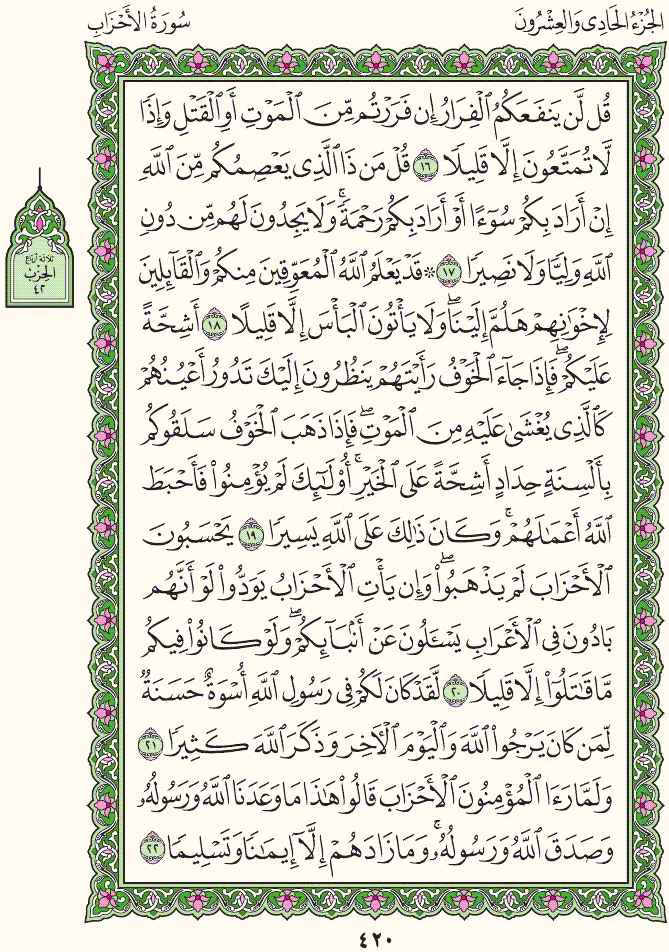 الجُزْءُ الحَادِي وَالعِشْرُونَ
سُورَةُ الأَحْزَابِ
قُل لَّن يَنفَعَكُمُ ٱلْفِرَارُ إِن فَرَرْتُم مِّنَ ٱلْمَوْتِ أَوِ ٱلْقَتْلِ وَإِذًا
لَّا تُمَتَّعُونَ إِلَّا قَلِيلًا ١٦ قُلْ مَن ذَا ٱلَّذِى يَعْصِمُكُم مِّنَ ٱللَّهِ
إِنْ أَرَادَ بِكُمْ سُوٓءًا أَوْ أَرَادَ بِكُمْ رَحْمَةً ۚ وَلَا يَجِدُونَ لَهُم مِّن دُونِ
ٱللَّهِ وَلِيًّا وَلَا نَصِيرًا ١٧ ۞ قَدْ يَعْلَمُ ٱللَّهُ ٱلْمُعَوِّقِينَ مِنكُمْ وَٱلْقَآئِلِينَ
لِإِخْوَٰنِهِمْ هَلُمَّ إِلَيْنَا ۖ وَلَا يَأْتُونَ ٱلْبَأْسَ إِلَّا قَلِيلًا ١٨ أَشِحَّةً
عَلَيْكُمْ ۖ فَإِذَا جَآءَ ٱلْخَوْفُ رَأَيْتَهُمْ يَنظُرُونَ إِلَيْكَ تَدُورُ أَعْيُنُهُمْ
كَٱلَّذِى يُغْشَىٰ عَلَيْهِ مِنَ ٱلْمَوْتِ ۖ فَإِذَا ذَهَبَ ٱلْخَوْفُ سَلَقُوكُم
بِأَلْسِنَةٍ حِدَادٍ أَشِحَّةً عَلَى ٱلْخَيْرِ ۚ أُو۟لَـٰٓئِكَ لَمْ يُؤْمِنُوا۟ فَأَحْبَطَ
ٱللَّهُ أَعْمَـٰلَهُمْ ۚ وَكَانَ ذَٰلِكَ عَلَى ٱللَّهِ يَسِيرًا ١٩ يَحْسَبُونَ
ٱلْأَحْزَابَ لَمْ يَذْهَبُوا۟ ۖ وَإِن يَأْتِ ٱلْأَحْزَابُ يَوَدُّوا۟ لَوْ أَنَّهُم
بَادُونَ فِى ٱلْأَعْرَابِ يَسْـَٔلُونَ عَنْ أَنۢبَآئِكُمْ ۖ وَلَوْ كَانُوا۟ فِيكُم
مَّا قَـٰتَلُوٓا۟ إِلَّا قَلِيلًا ٢٠ لَّقَدْ كَانَ لَكُمْ فِى رَسُولِ ٱللَّهِ أُسْوَةٌ حَسَنَةٌ
لِّمَن كَانَ يَرْجُوا۟ ٱللَّهَ وَٱلْيَوْمَ ٱلْـَٔاخِرَ وَذَكَرَ ٱللَّهَ كَثِيرًا ٢١
وَلَمَّا رَءَا ٱلْمُؤْمِنُونَ ٱلْأَحْزَابَ قَالُوا۟ هَـٰذَا مَا وَعَدَنَا ٱللَّهُ وَرَسُولُهُۥ
وَصَدَقَ ٱللَّهُ وَرَسُولُهُۥ ۚ وَمَا زَادَهُمْ إِلَّآ إِيمَـٰنًا وَتَسْلِيمًا ٢٢
ثلاثة أرباع
الحزب
٤٢
٤٢٠